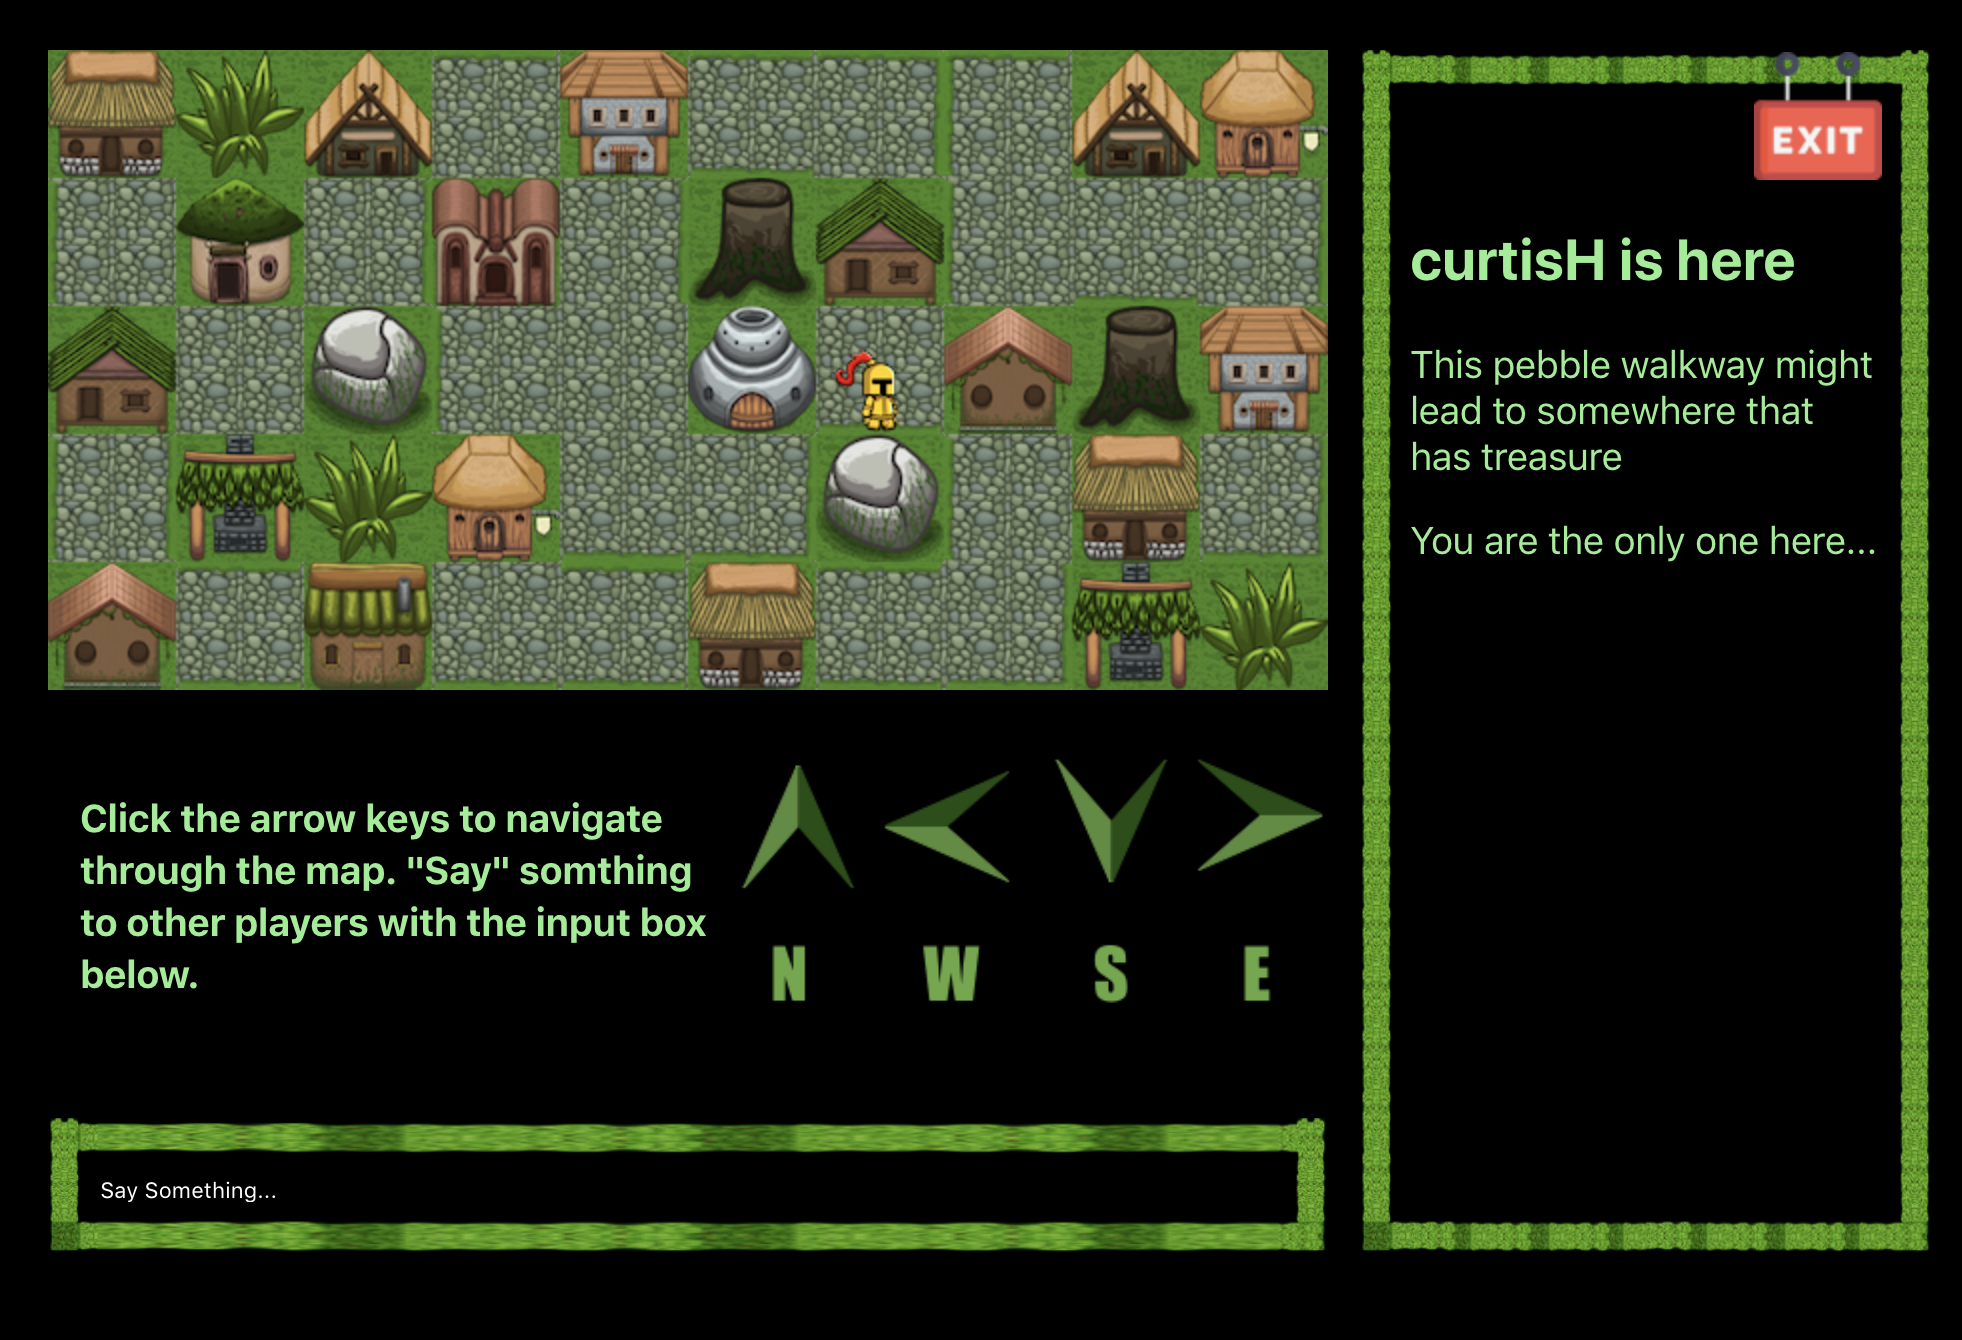 EXIT
curtisH is here
This pebble walkway might
lead to somewhere that
has treasure
You are the only one here...
Click the arrow keys to navigate
through the map. "Say" somthing
to other players with the input box
below.
N W S E
Say Something...